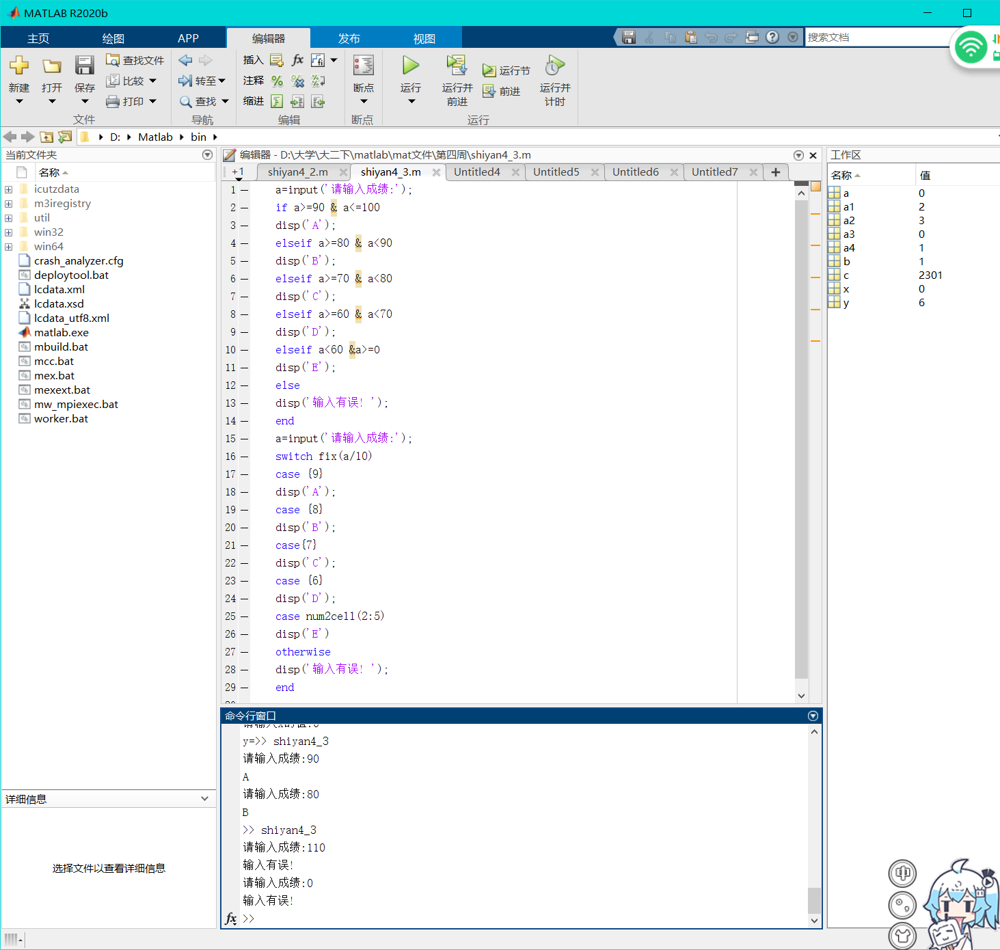 MATLAB R2020b
主页 绘图 APP 编辑器 发布 视图
搜索文档
新建 打开 保存 查找文件 比较 打印
文件
转至 查找
导航
插入 fx
注释
缩进
编辑
断点
断点
运行 运行并前进 运行节 前进 运行并计时
运行
D: Matlab bin
当前文件夹
名称
icutzdata
m3iregistry
util
win32
win64
crash_analyzer.cfg
deploytool.bat
lcdata.xml
lcdata.xsd
lcdata_utf8.xml
matlab.exe
mbuild.bat
mcc.bat
mex.bat
mexext.bat
mw_mpiexec.bat
worker.bat
详细信息
选择文件以查看详细信息
编辑器 - D:\大学\大二下\matlab\mat文件\第四周\shiyan4_3.m
+1 shiyan4_2.m shiyan4_3.m Untitled4 Untitled5 Untitled6 Untitled7 +
1 a=input('请输入成绩:');
2 if a>=90 & a<=100
3 disp('A');
4 elseif a>=80 & a<90
5 disp('B');
6 elseif a>=70 & a<80
7 disp('C');
8 elseif a>=60 & a<70
9 disp('D');
10 elseif a<60 &a>=0
11 disp('E');
12 else
13 disp('输入有误! ');
14 end
15 a=input('请输入成绩:');
16 switch fix(a/10)
17 case {9}
18 disp('A');
19 case {8}
20 disp('B');
21 case{7}
22 disp('C');
23 case {6}
24 disp('D');
25 case num2cell(2:5)
26 disp('E')
27 otherwise
28 disp('输入有误! ');
29 end
命令行窗口
y=>> shiyan4_3
请输入成绩:90
A
请输入成绩:80
B
>> shiyan4_3
请输入成绩:110
输入有误!
请输入成绩:0
输入有误!
fx >>
工作区
名称 值
a 0
a1 2
a2 3
a3 0
a4 1
b 1
c 2301
x 0
y 6
中